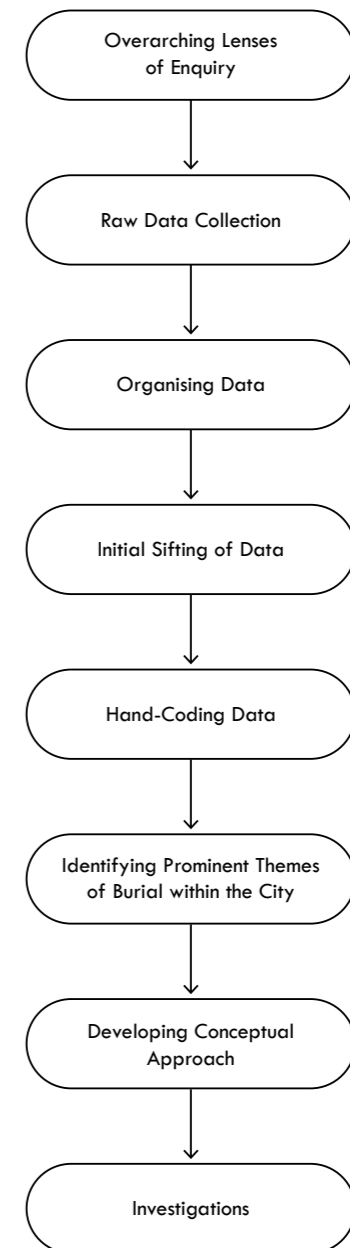 Overarching Lenses
of Enquiry
Raw Data Collection
Organising Data
Initial Sifting of Data
Hand-Coding Data
Identifying Prominent Themes
of Burial within the City
Developing Conceptual
Approach
Investigations